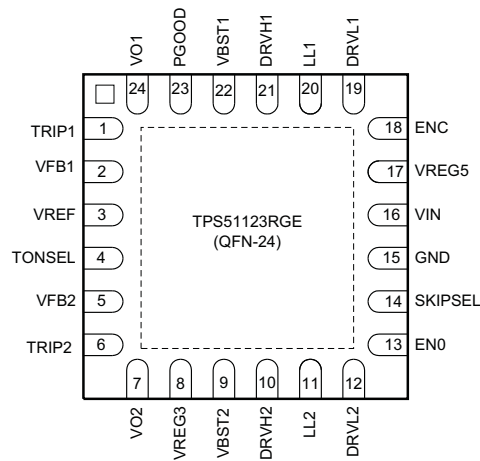 VO1
PGOOD
VBST1
DRVH1
LL1
DRVL1
24
23
22
21
20
19
TRIP1 1
18 ENC
VFB1 2
17 VREG5
VREF 3
16 VIN
TPS51123RGE
(QFN-24)
TONSEL 4
15 GND
VFB2 5
14 SKIPSEL
TRIP2 6
13 EN0
7
8
9
10
11
12
VO2
VREG3
VBST2
DRVH2
LL2
DRVL2